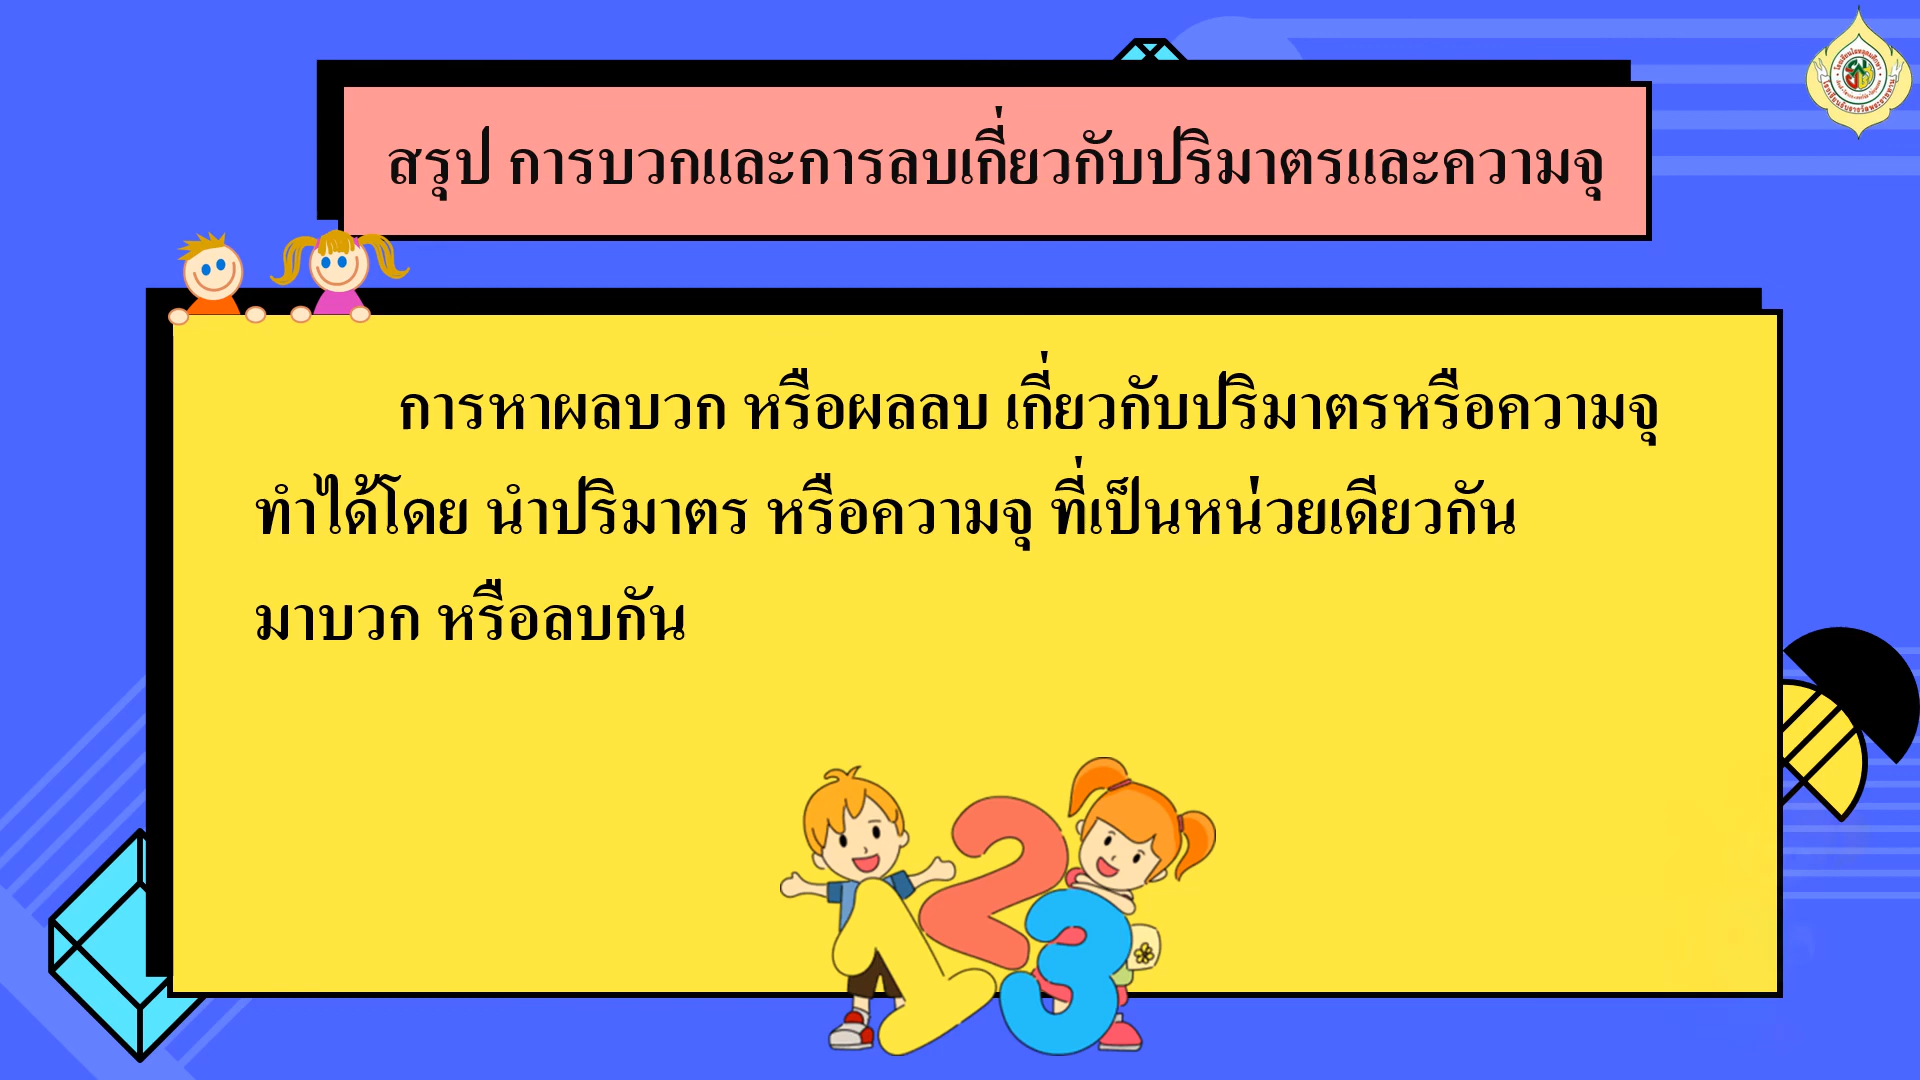 สรุป การบวกและการลบเกี่ยวกับปริมาตรและความจุ
การหาผลบวก หรือผลลบ เกี่ยวกับปริมาตรหรือความจุ
ทำได้โดย นำปริมาตร หรือความจุ ที่เป็นหน่วยเดียวกัน
มาบวก หรือลบกัน
123